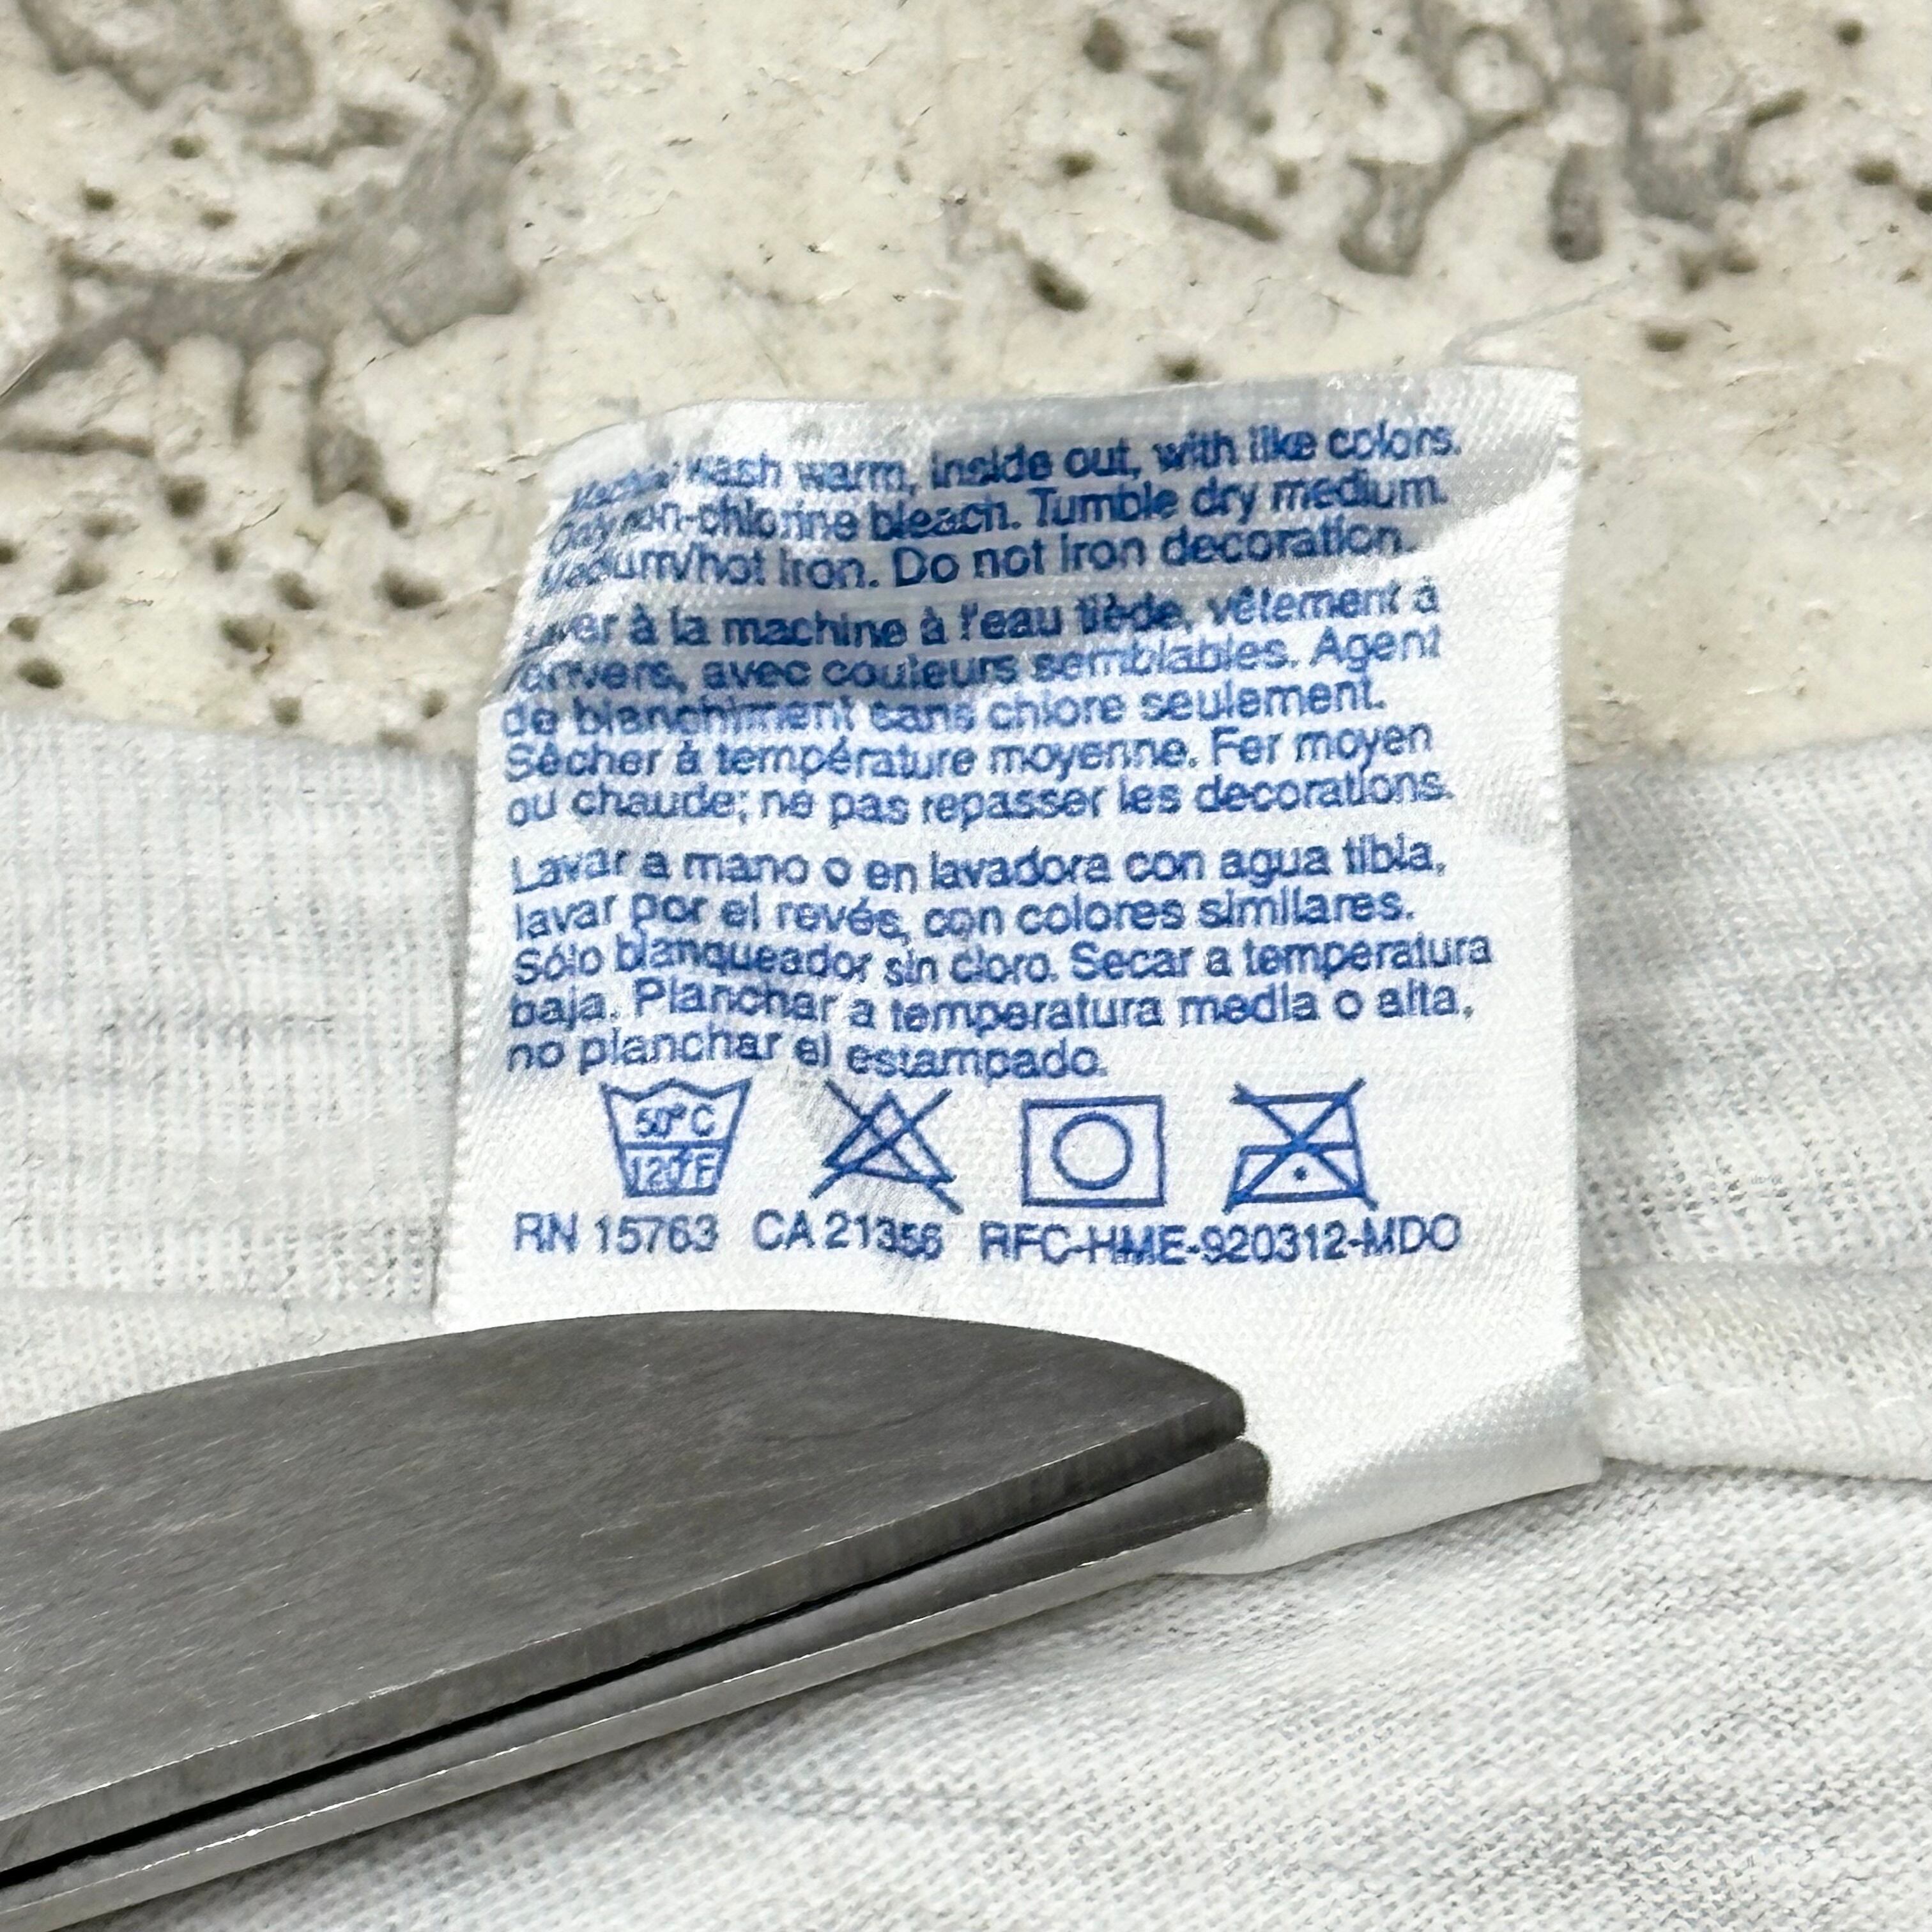 Machine wash warm, inside out, with like colors.
Only non-chlorine bleach. Tumble dry medium.
Medium/hot iron. Do not iron decoration.
Laver à la machine à l'eau tiède, vêtement à
l'envers, avec couleurs semblables. Agent
de blanchiment sans chlore seulement.
Sécher à température moyenne. Fer moyen
ou chaude; ne pas repasser les decorations.
Lavar a mano o en lavadora con agua tibia,
lavar por el revés, con colores similares.
Sólo blanqueador sin cloro. Secar a temperatura
baja. Planchar a temperatura media o alta,
no planchar el estampado.
50°C
120°F
RN 15763 CA 21356 RFC-HME-920312-MDO